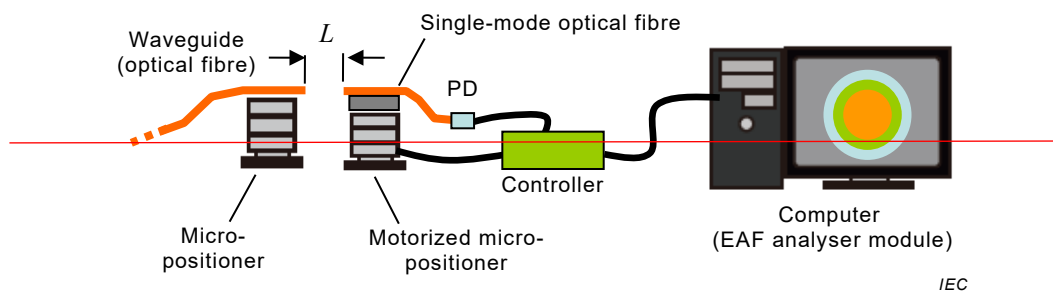 Waveguide
(optical fibre)
L
Single-mode optical fibre
PD
Controller
Micro-
positioner
Motorized micro-
positioner
Computer
(EAF analyser module)
IEC